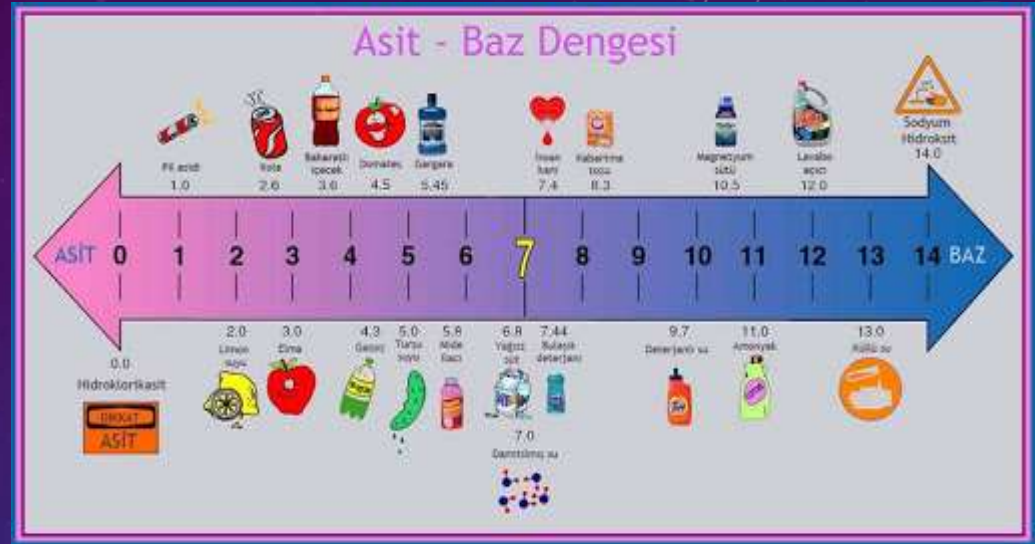 Asit - Baz Dengesi
Pil acidi
1.0
Kola
2.6
Baharatlı
içecek
3.6
Domates
4.5
Gargara
5.45
İnsan
kanı
7.4
Kabartma
tozu
8.3
Magnezyum
sütü
10.5
Lavabo
açıcı
12.0
Sodyum
Hidroksit
14.0
ASİT 0 1 2 3 4 5 6 7 8 9 10 11 12 13 14 BAZ
0.0
Hidroklorikasit
DİKKAT
ASİT
2.0
Limon
suyu
3.0
Elma
4.3
5.0
Turşu
suyu
5.8
Mide
ilacı
6.8
Yağsız
süt
7.44
Bulaşık
deterjanı
7.0
Damıtılmış su
9.7
Deterjanlı su
11.0
Amonyak
13.0
Küllü su